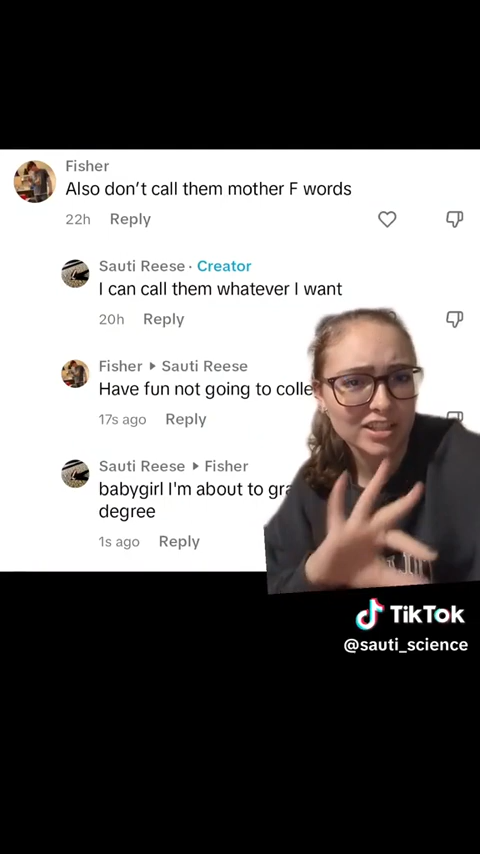 Fisher
Also don't call them mother F words
22h Reply
Sauti Reese · Creator
I can call them whatever I want
20h Reply
Fisher ▸ Sauti Reese
Have fun not going to colle
17s ago Reply
Sauti Reese ▸ Fisher
babygirl I'm about to gra
degree
1s ago Reply
TikTok
@sauti_science